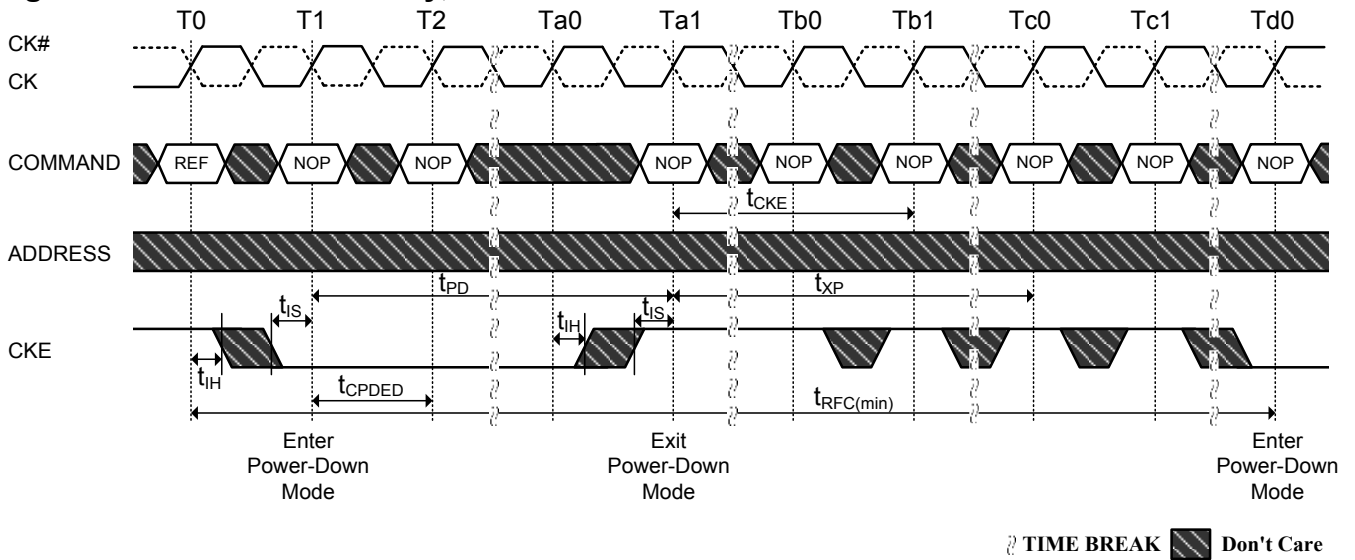 T0 T1 T2 Ta0 Ta1 Tb0 Tb1 Tc0 Tc1 Td0
CK#
CK
COMMAND REF NOP NOP NOP NOP NOP NOP NOP NOP
tCKE
ADDRESS
tPD tXP
tIS tIH tIS
CKE
tIH tCPDED tRFC(min)
Enter Power-Down Mode
Exit Power-Down Mode
Enter Power-Down Mode
TIME BREAK Don't Care